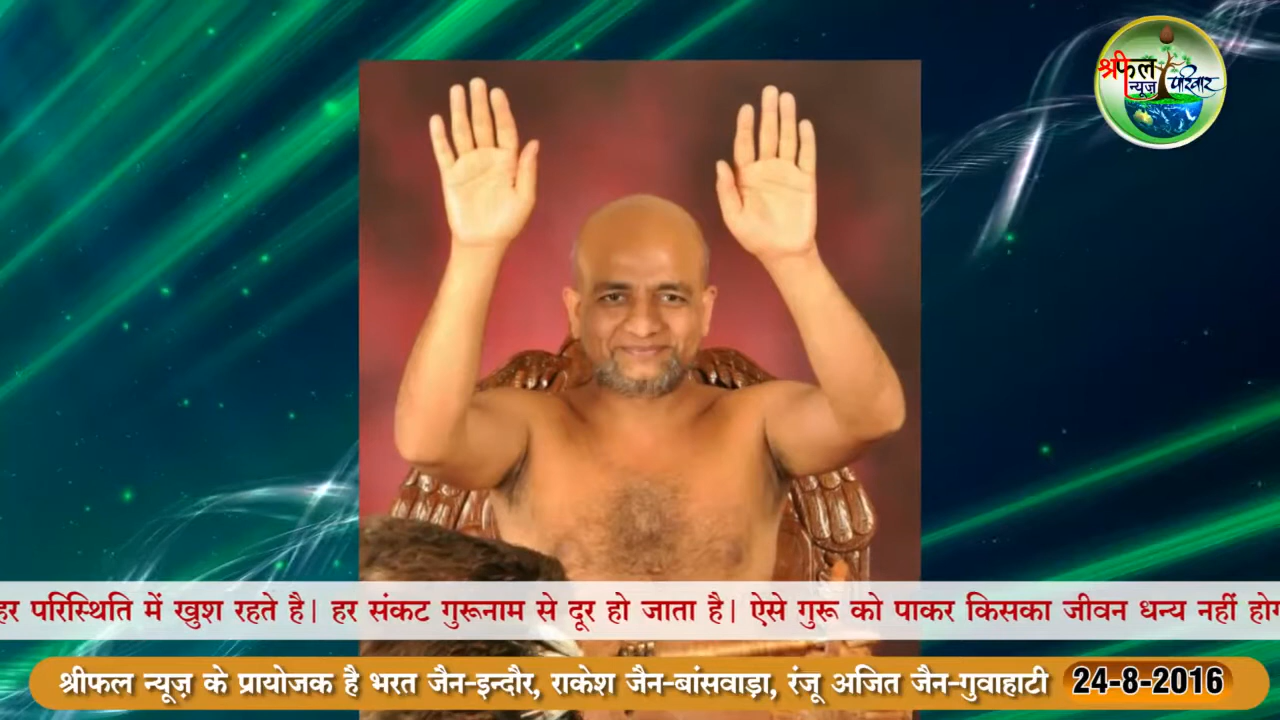 श्रीफल
न्यूज़ परिवार
हर परिस्थिति में खुश रहते है| हर संकट गुरूनाम से दूर हो जाता है| ऐसे गुरू को पाकर किसका जीवन धन्य नहीं
श्रीफल न्यूज़ के प्रायोजक है भरत जैन-इन्दौर, राकेश जैन-बांसवाड़ा, रंजू अजित जैन-गुवाहाटी 24-8-2016